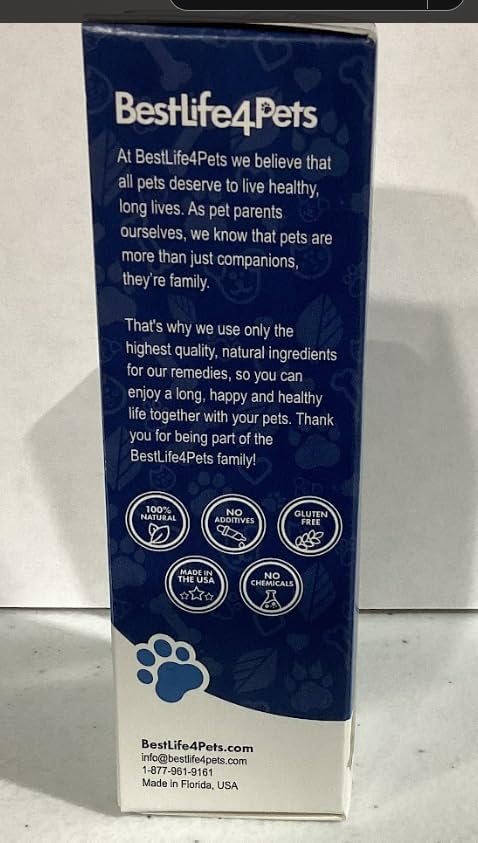 BestLife4Pets
At BestLife4Pets we believe that
all pets deserve to live healthy,
long lives. As pet parents
ourselves, we know that pets are
more than just companions,
they're family.
That's why we use only the
highest quality, natural ingredients
for our remedies, so you can
enjoy a long, happy and healthy
life together with your pets. Thank
you for being part of the
BestLife4Pets family!
100%
NATURAL
NO
ADDITIVES
GLUTEN
FREE
MADE IN
THE USA
NO
CHEMICALS
BestLife4Pets.com
info@bestlife4pets.com
1-877-961-9161
Made in Florida, USA